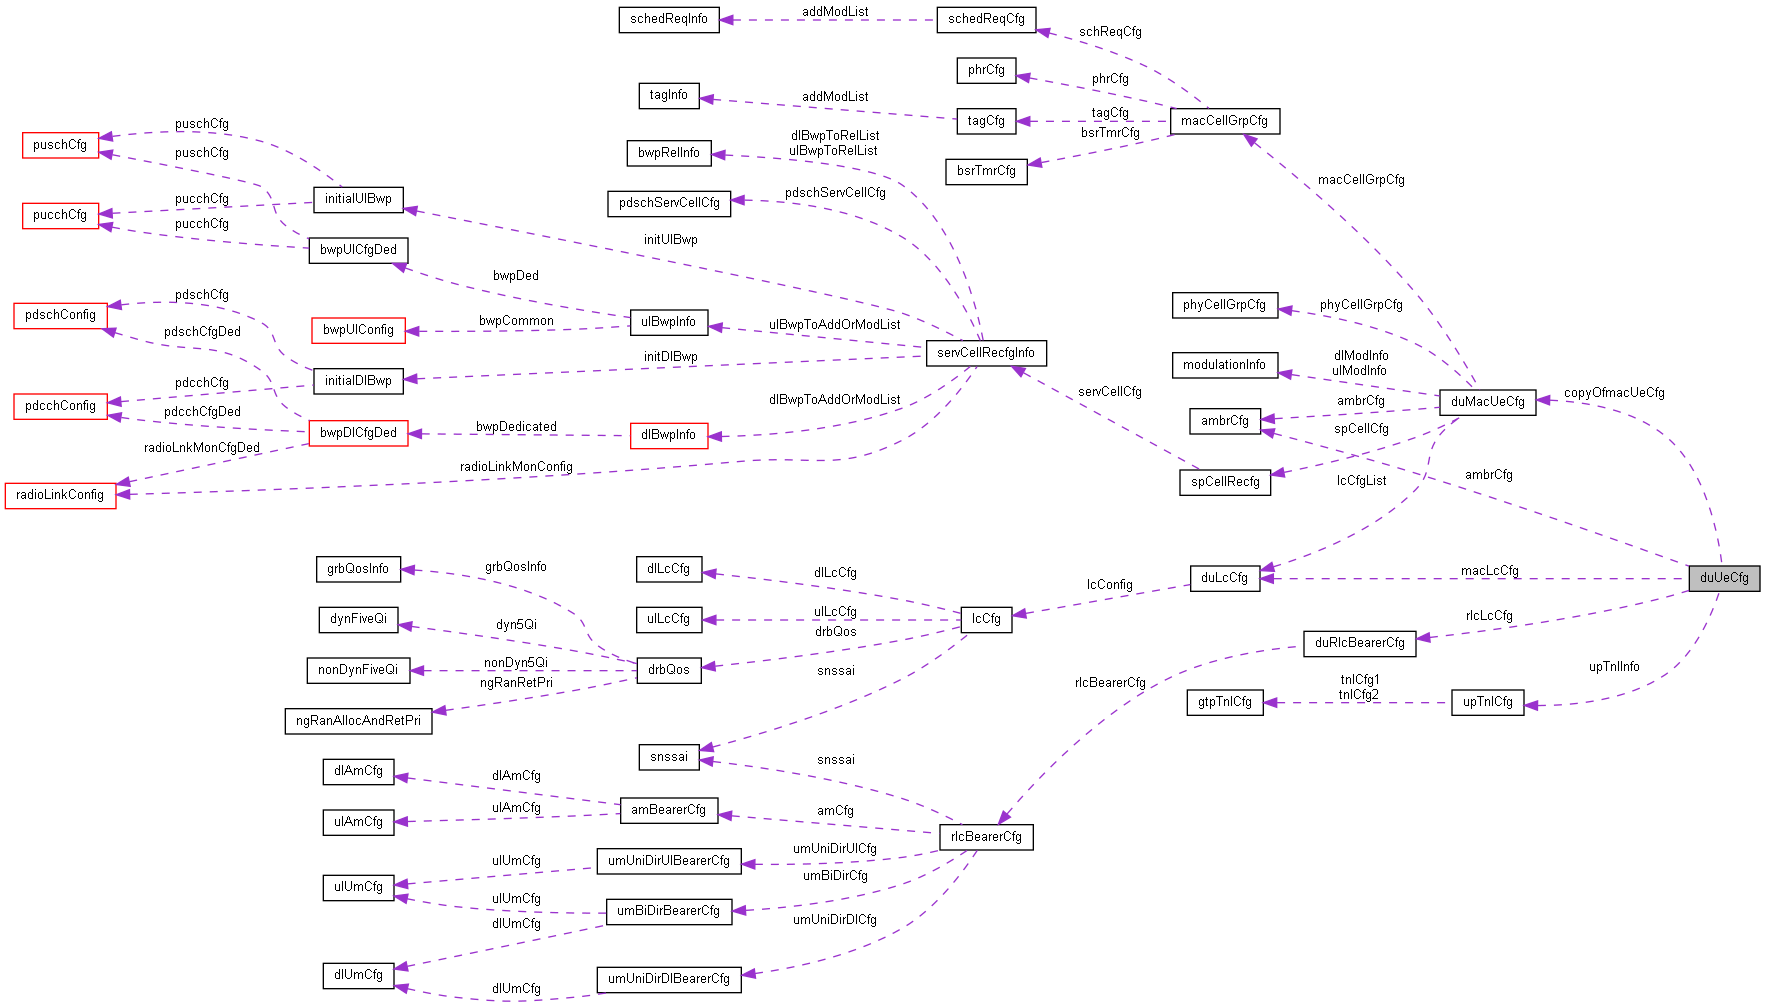 schedReqInfo
addModList
schedReqCfg
schReqCfg
phrCfg
phrCfg
tagInfo
addModList
tagCfg
tagCfg
macCellGrpCfg
bsrTmrCfg
bsrTmrCfg
puschCfg
puschCfg
puschCfg
dlBwpToRelList
ulBwpToRelList
bwpRelInfo
macCellGrpCfg
pucchCfg
pucchCfg
pucchCfg
initialUlBwp
pdschServCellCfg
pdschServCellCfg
initUlBwp
bwpUlCfgDed
bwpDed
pdschConfig
pdschCfg
pdschCfgDed
bwpUlConfig
bwpCommon
ulBwpInfo
ulBwpToAddOrModList
servCellRecfgInfo
phyCellGrpCfg
phyCellGrpCfg
initDlBwp
initialDlBwp
modulationInfo
dlModInfo
ulModInfo
pdcchConfig
pdcchCfg
pdcchCfgDed
servCellCfg
duMacUeCfg
copyOfmacUeCfg
dlBwpToAddOrModList
ambrCfg
ambrCfg
bwpDlCfgDed
bwpDedicated
dlBwpInfo
spCellCfg
radioLnkMonCfgDed
radioLnkMonConfig
radioLinkConfig
spCellRecfg
lcCfgList
ambrCfg
grbQosInfo
grbQosInfo
dlLcCfg
dlLcCfg
lcConfig
duLcCfg
macLcCfg
duUeCfg
dynFiveQi
dyn5Qi
ulLcCfg
ulLcCfg
lcCfg
rlcLcCfg
drbQos
nonDynFiveQi
nonDyn5Qi
drbQos
snssai
duRlcBearerCfg
ngRanRetPri
ngRanAllocAndRetPri
rlcBearerCfg
upTnlInfo
gtpTnlCfg
tnlCfg1
tnlCfg2
upTnlCfg
snssai
snssai
dlAmCfg
dlAmCfg
ulAmCfg
ulAmCfg
amBearerCfg
amCfg
rlcBearerCfg
ulUmCfg
umUniDirUlBearerCfg
umUniDirUlCfg
ulUmCfg
ulUmCfg
umBiDirCfg
umBiDirBearerCfg
dlUmCfg
umUniDirDlCfg
dlUmCfg
umUniDirDlBearerCfg
dlUmCfg